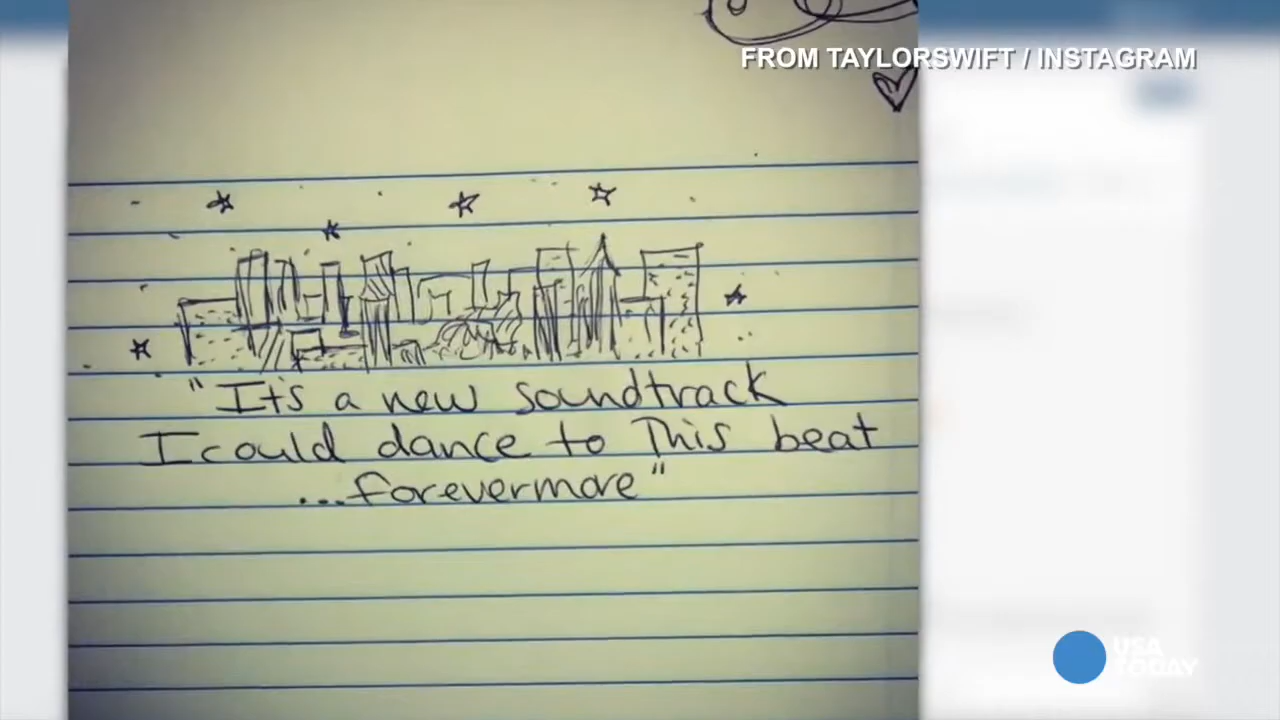 FROM TAYLORSWIFT / INSTAGRAM
"It's a new soundtrack
I could dance to This beat
...forevermore"
USA
TODAY